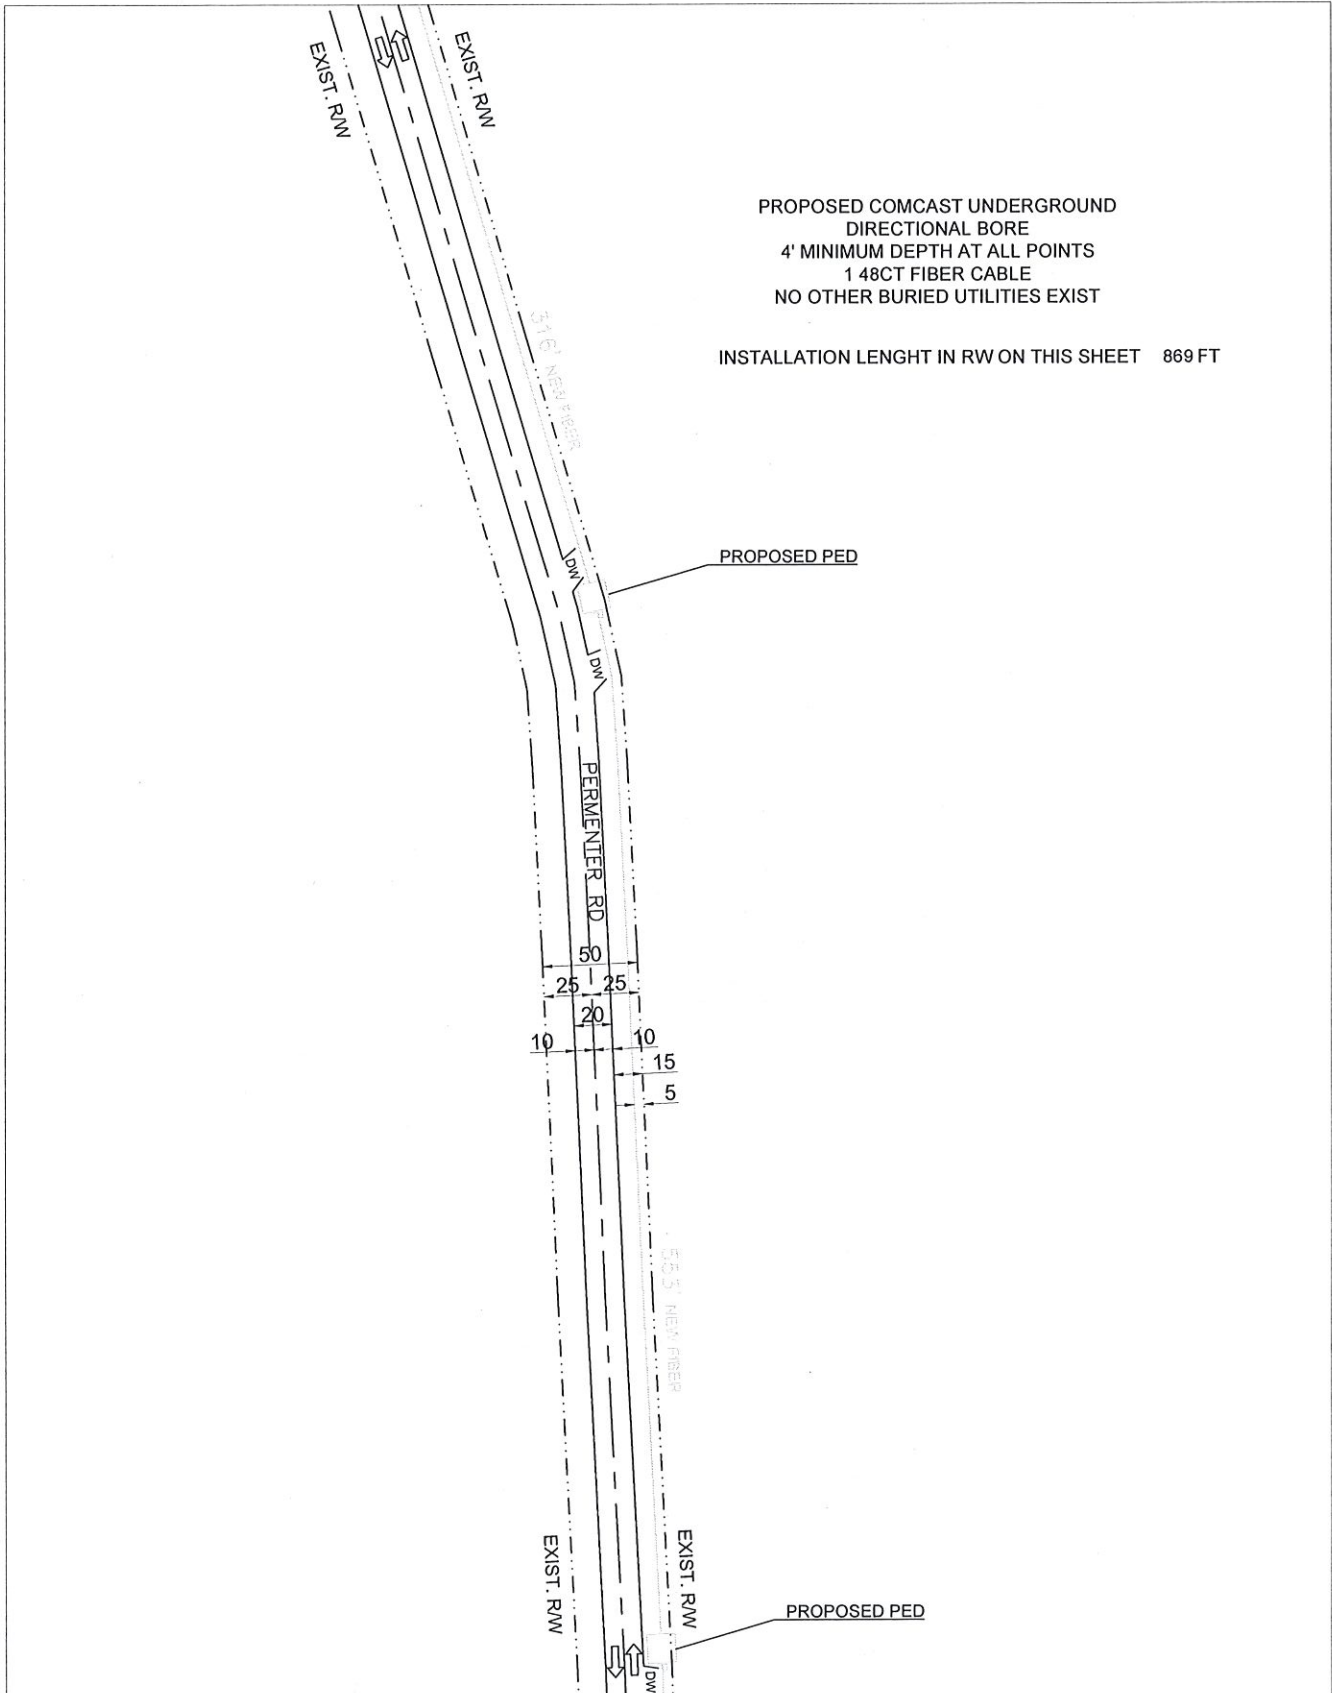 EXIST. R/W
EXIST. R/W
PROPOSED COMCAST UNDERGROUND
DIRECTIONAL BORE
4' MINIMUM DEPTH AT ALL POINTS
1 48CT FIBER CABLE
NO OTHER BURIED UTILITIES EXIST
INSTALLATION LENGHT IN RW ON THIS SHEET 869 FT
316' NEW FIBER
PROPOSED PED
DW
DW
PERMENTER RD
50
25 25
20
10 10
15
5
553' NEW FIBER
EXIST. R/W
EXIST. R/W
PROPOSED PED
DW